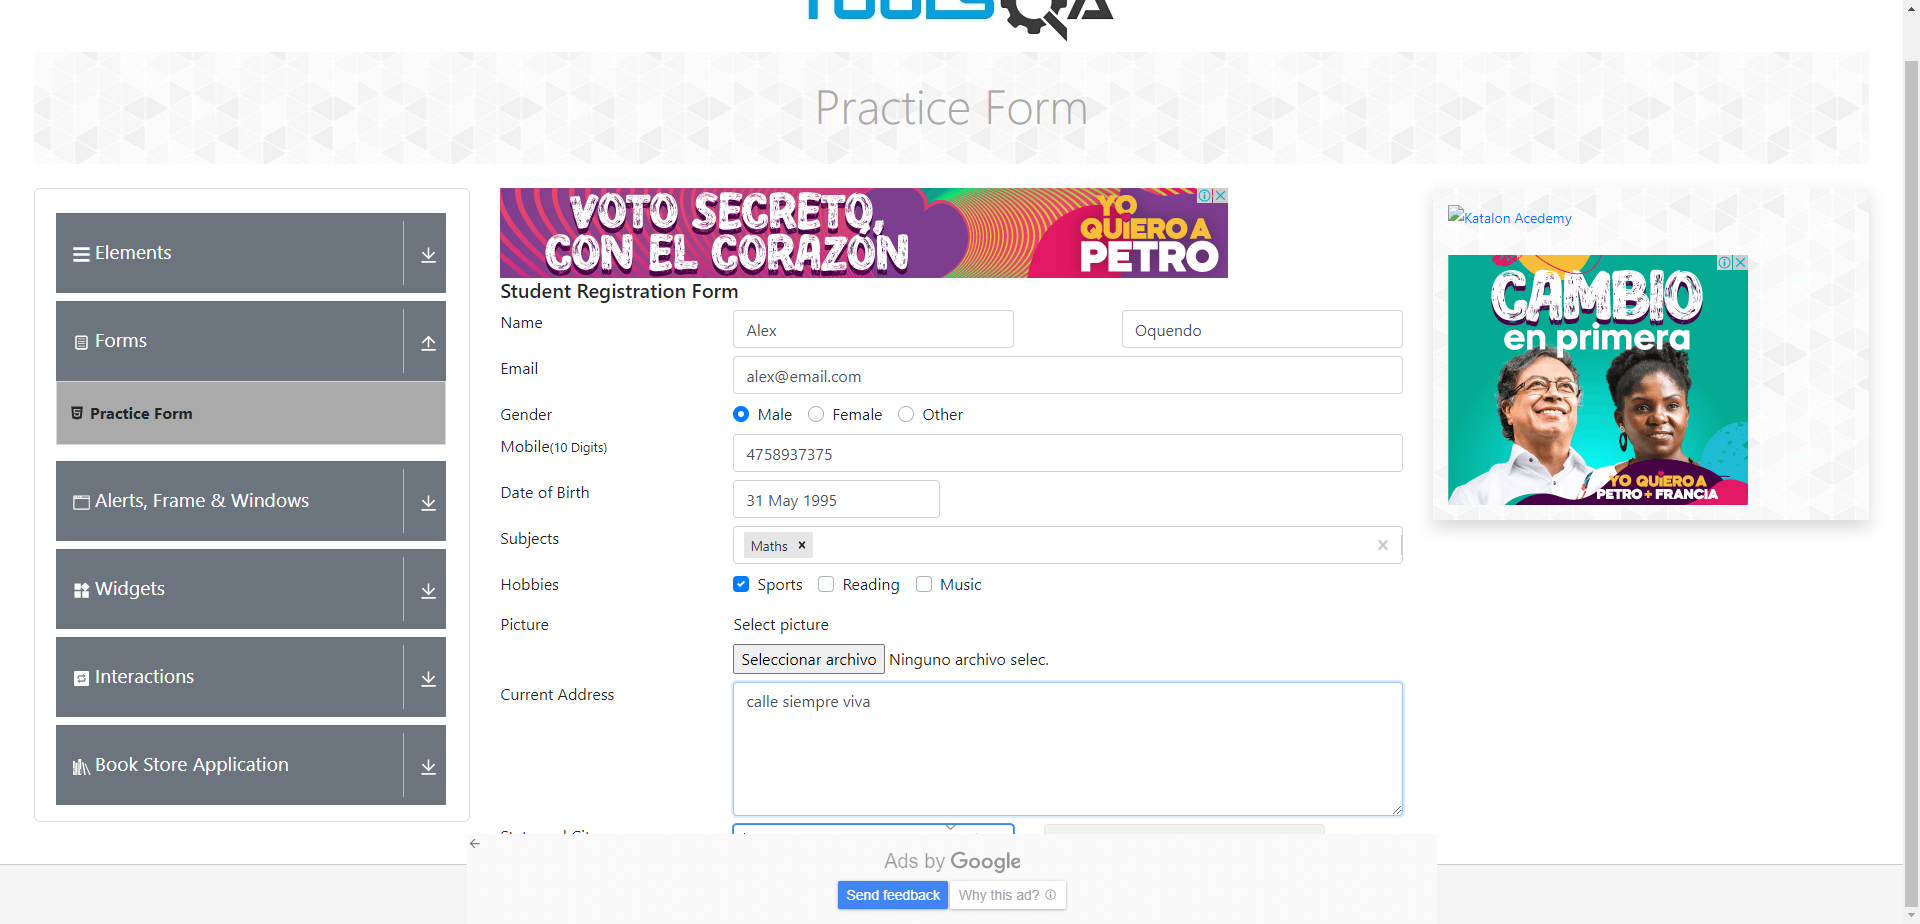 TOOLSQA
Practice Form
Elements
Forms
Practice Form
Alerts, Frame & Windows
Widgets
Interactions
Book Store Application
VOTO SECRETO,
CON EL CORAZÓN
YO
QUIERO A
PETRO
Student Registration Form
Name
Alex
Oquendo
Email
alex@email.com
Gender
Male
Female
Other
Mobile(10 Digits)
4758937375
Date of Birth
31 May 1995
Subjects
Maths
Hobbies
Sports
Reading
Music
Picture
Select picture
Seleccionar archivo
Ninguno archivo selec.
Current Address
calle siempre viva
Katalon Acedemy
CAMBIO
en primera
YO QUIERO A
PETRO + FRANCIA
Ads by Google
Send feedback
Why this ad?